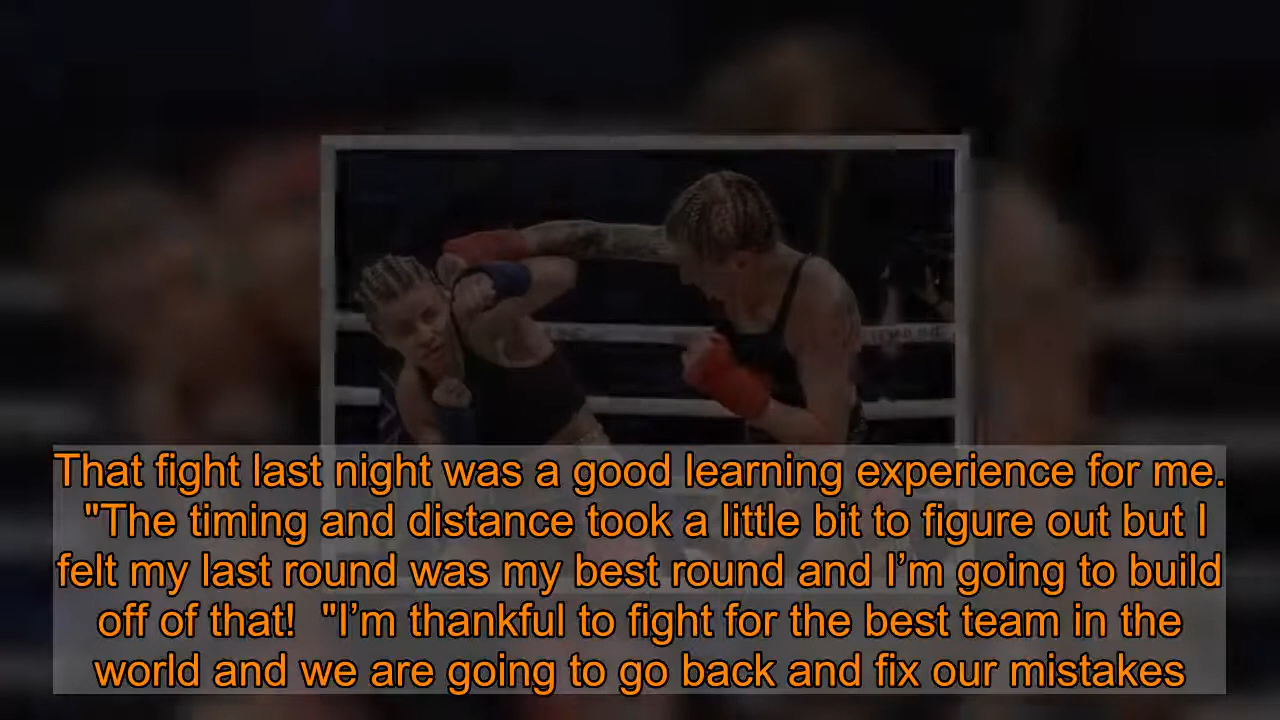 That fight last night was a good learning experience for me.
"The timing and distance took a little bit to figure out but I
felt my last round was my best round and I’m going to build
off of that!  "I’m thankful to fight for the best team in the
world and we are going to go back and fix our mistakes